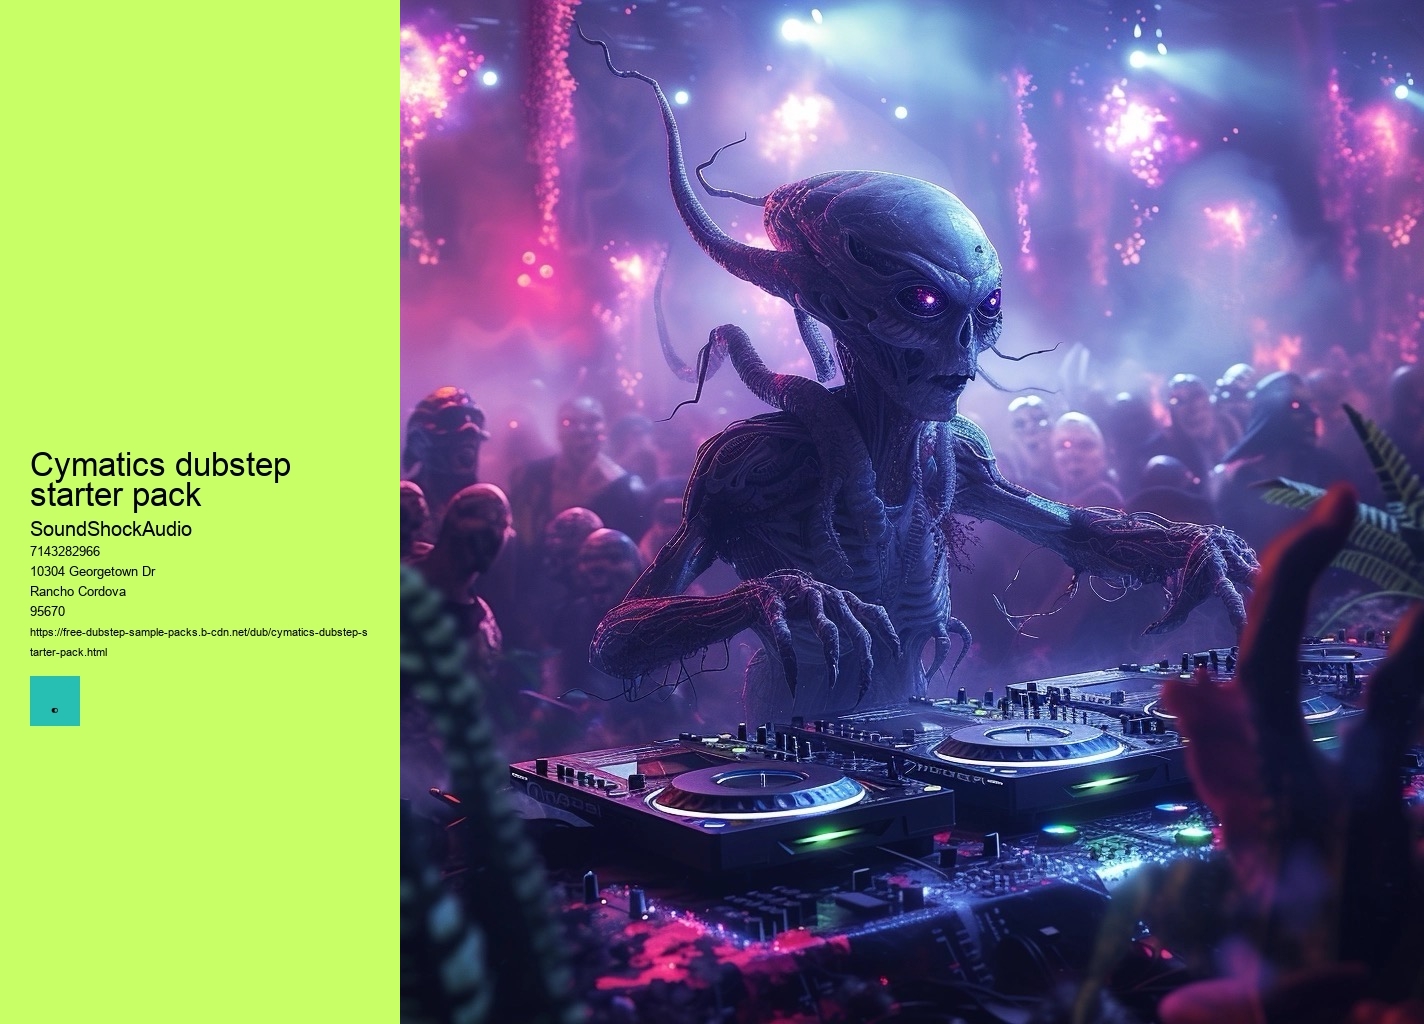 Cymatics dubstep
starter pack
SoundShockAudio
7143282966
10304 Georgetown Dr
Rancho Cordova
95670
https://free-dubstep-sample-packs.b-cdn.net/dub/cymatics-dubstep-s
tarter-pack.html